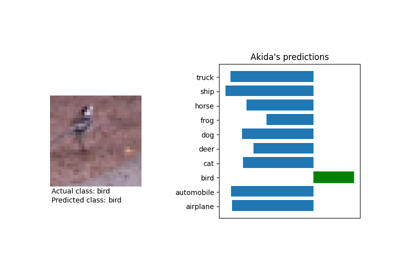 Akida's predictions
truck
ship
horse
frog
dog
deer
cat
bird
automobile
airplane
Actual class: bird
Predicted class: bird